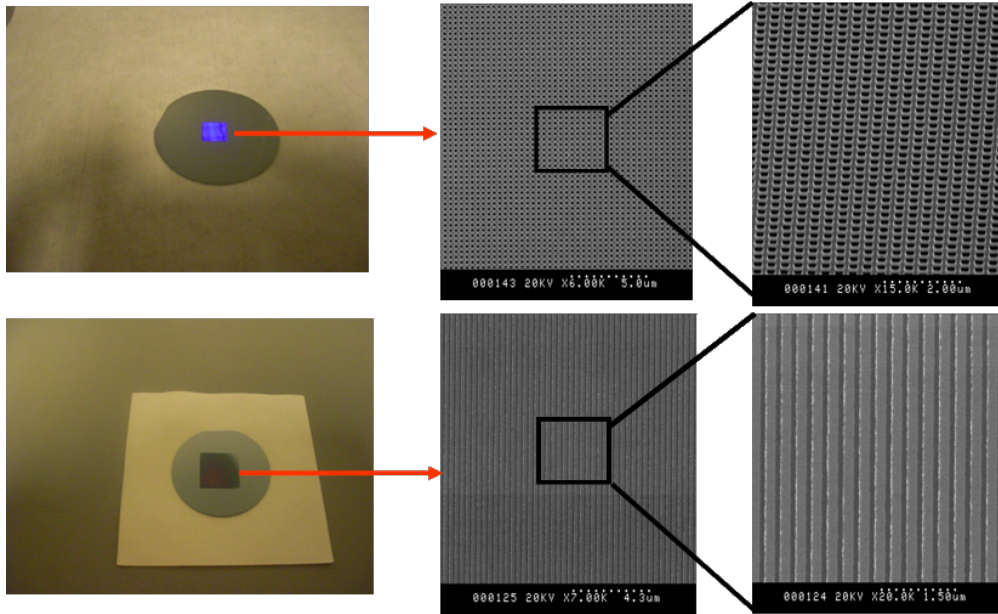 000143 20KV X6.00K 5.0um
000141 20KV X15.0K 2.00um
000125 20KV X7.00K 4.3um
000124 20KV X20.0K 1.50um